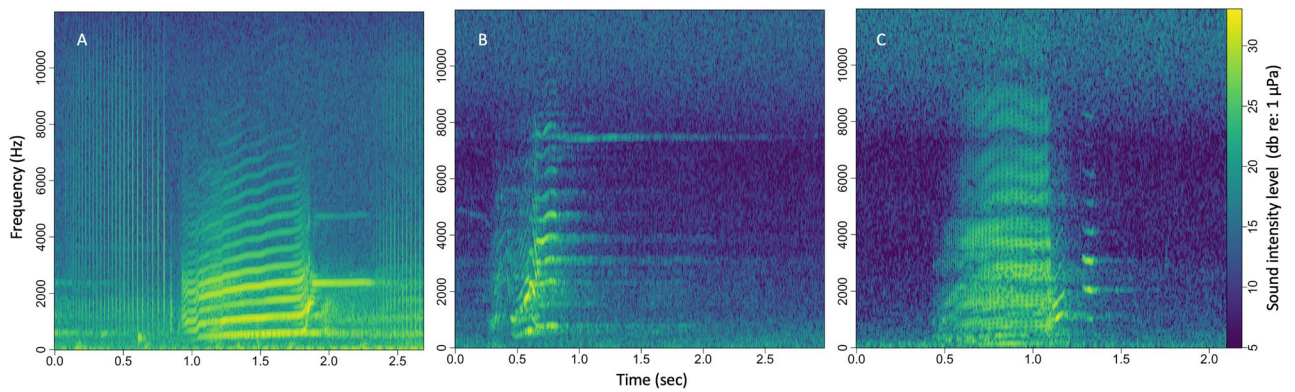 A
B
C
Frequency (Hz)
0 2000 4000 6000 8000 10000
0.0 0.5 1.0 1.5 2.0 2.5
0 2000 4000 6000 8000 10000
0.0 0.5 1.0 1.5 2.0 2.5
0 2000 4000 6000 8000 10000
0.0 0.5 1.0 1.5 2.0
Time (sec)
5 10 15 20 25 30
Sound intensity level (db re: 1 µPa)